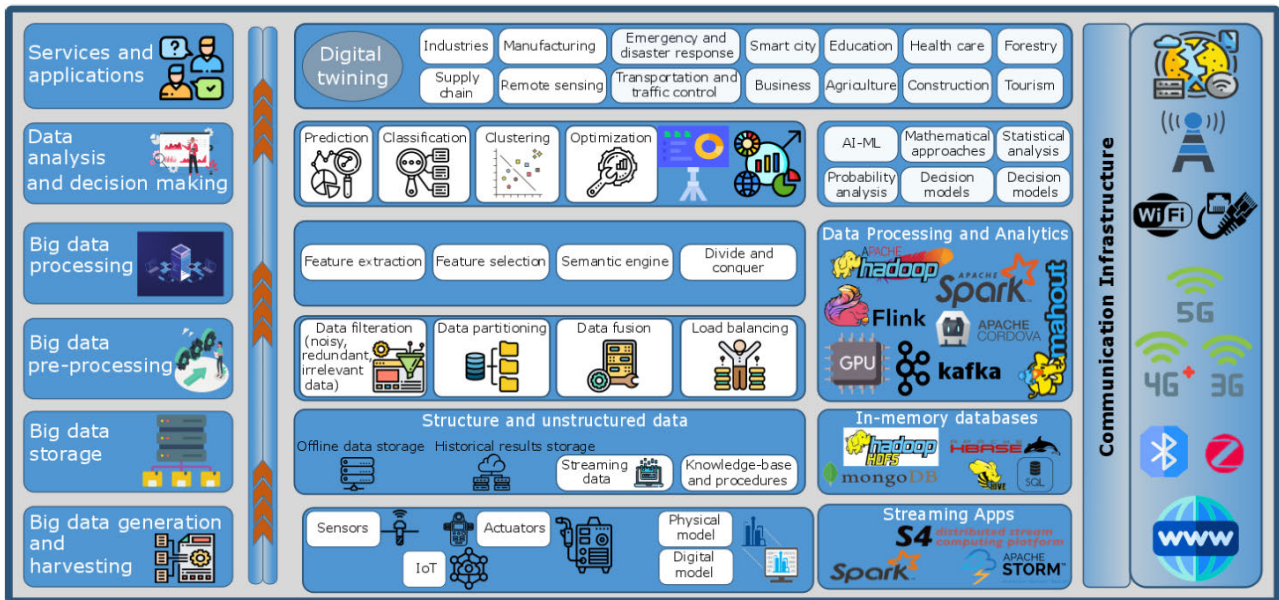 Services and
applications
Digital
twining
Industries
Manufacturing
Emergency and
disaster response
Smart city
Education
Health care
Forestry
Supply
chain
Remote sensing
Transportation and
traffic control
Business
Agriculture
Construction
Tourism
Data
analysis
and decision making
Prediction
Classification
Clustering
Optimization
AI-ML
Mathematical
approaches
Statistical
analysis
Probability
analysis
Decision
models
Decision
models
Big data
processing
Feature extraction
Feature selection
Semantic engine
Divide and
conquer
Data Processing and Analytics
APACHE
hadoop
APACHE
Spark
Flink
APACHE
CORDOVA
mahout
GPU
kafka
Big data
pre-processing
Data filteration
(noisy,
redundant,
irrelevant
data)
Data partitioning
Data fusion
Load balancing
Big data
storage
Structure and unstructured data
Offline data storage
Historical results storage
Streaming
data
Knowledge-base
and procedures
In-memory databases
hadoop
HDFS
APACHE
HBASE
mongoDB
HIVE
SQL
Big data generation
and
harvesting
Sensors
Actuators
IoT
Physical
model
Digital
model
Streaming Apps
S4 distributed stream
computing platform
Spark
APACHE
STORM™
Communication Infrastructure
WiFi
5G
4G+
3G
www